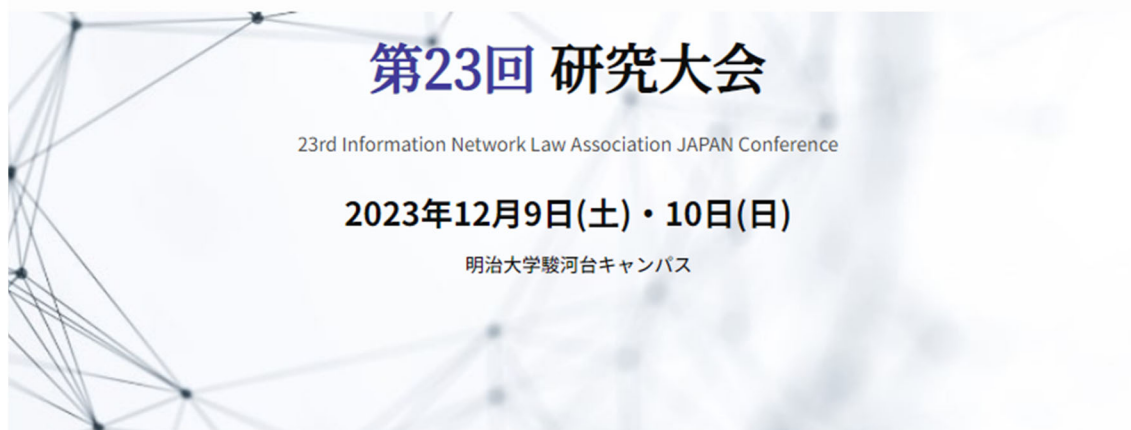 第23回 研究大会
23rd Information Network Law Association JAPAN Conference
2023年12月9日(土)・10日(日)
明治大学駿河台キャンパス